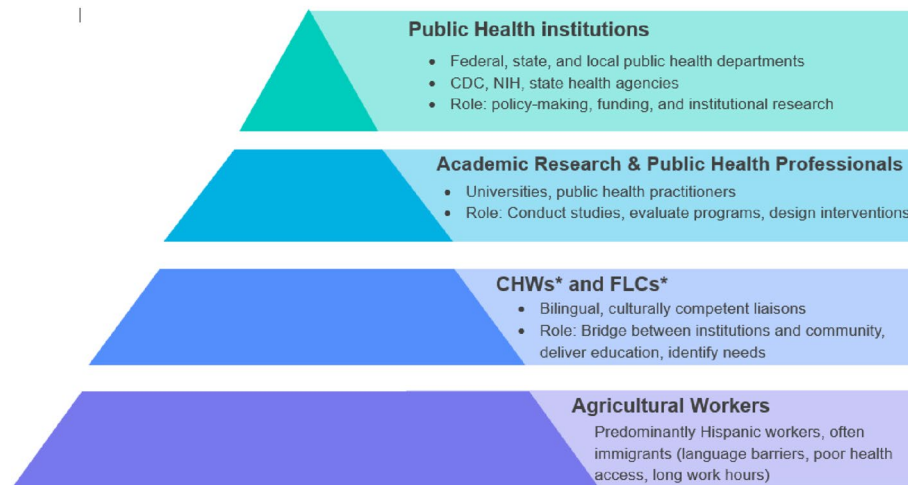 Public Health institutions
• Federal, state, and local public health departments
• CDC, NIH, state health agencies
• Role: policy-making, funding, and institutional research
Academic Research & Public Health Professionals
• Universities, public health practitioners
• Role: Conduct studies, evaluate programs, design interventions
CHWs* and FLCs*
• Bilingual, culturally competent liaisons
• Role: Bridge between institutions and community,
deliver education, identify needs
Agricultural Workers
Predominantly Hispanic workers, often
immigrants (language barriers, poor health
access, long work hours)